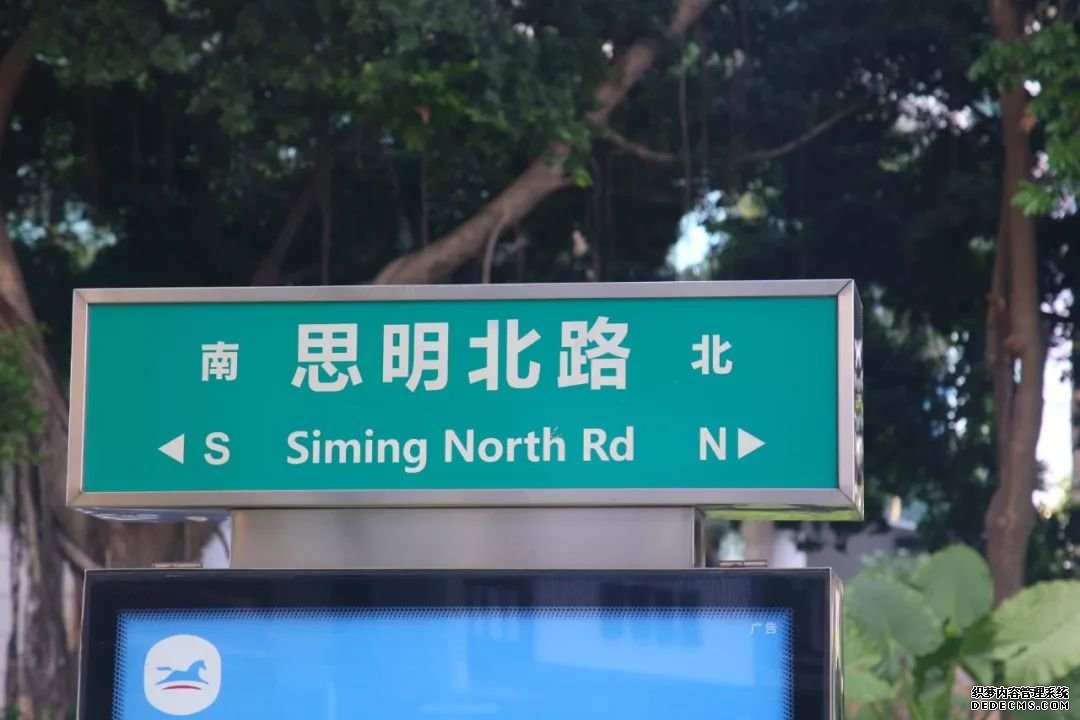 南 思明北路 北
◀ S Siming North Rd N ▶
广告
织梦内容管理系统
DEDECMS.COM